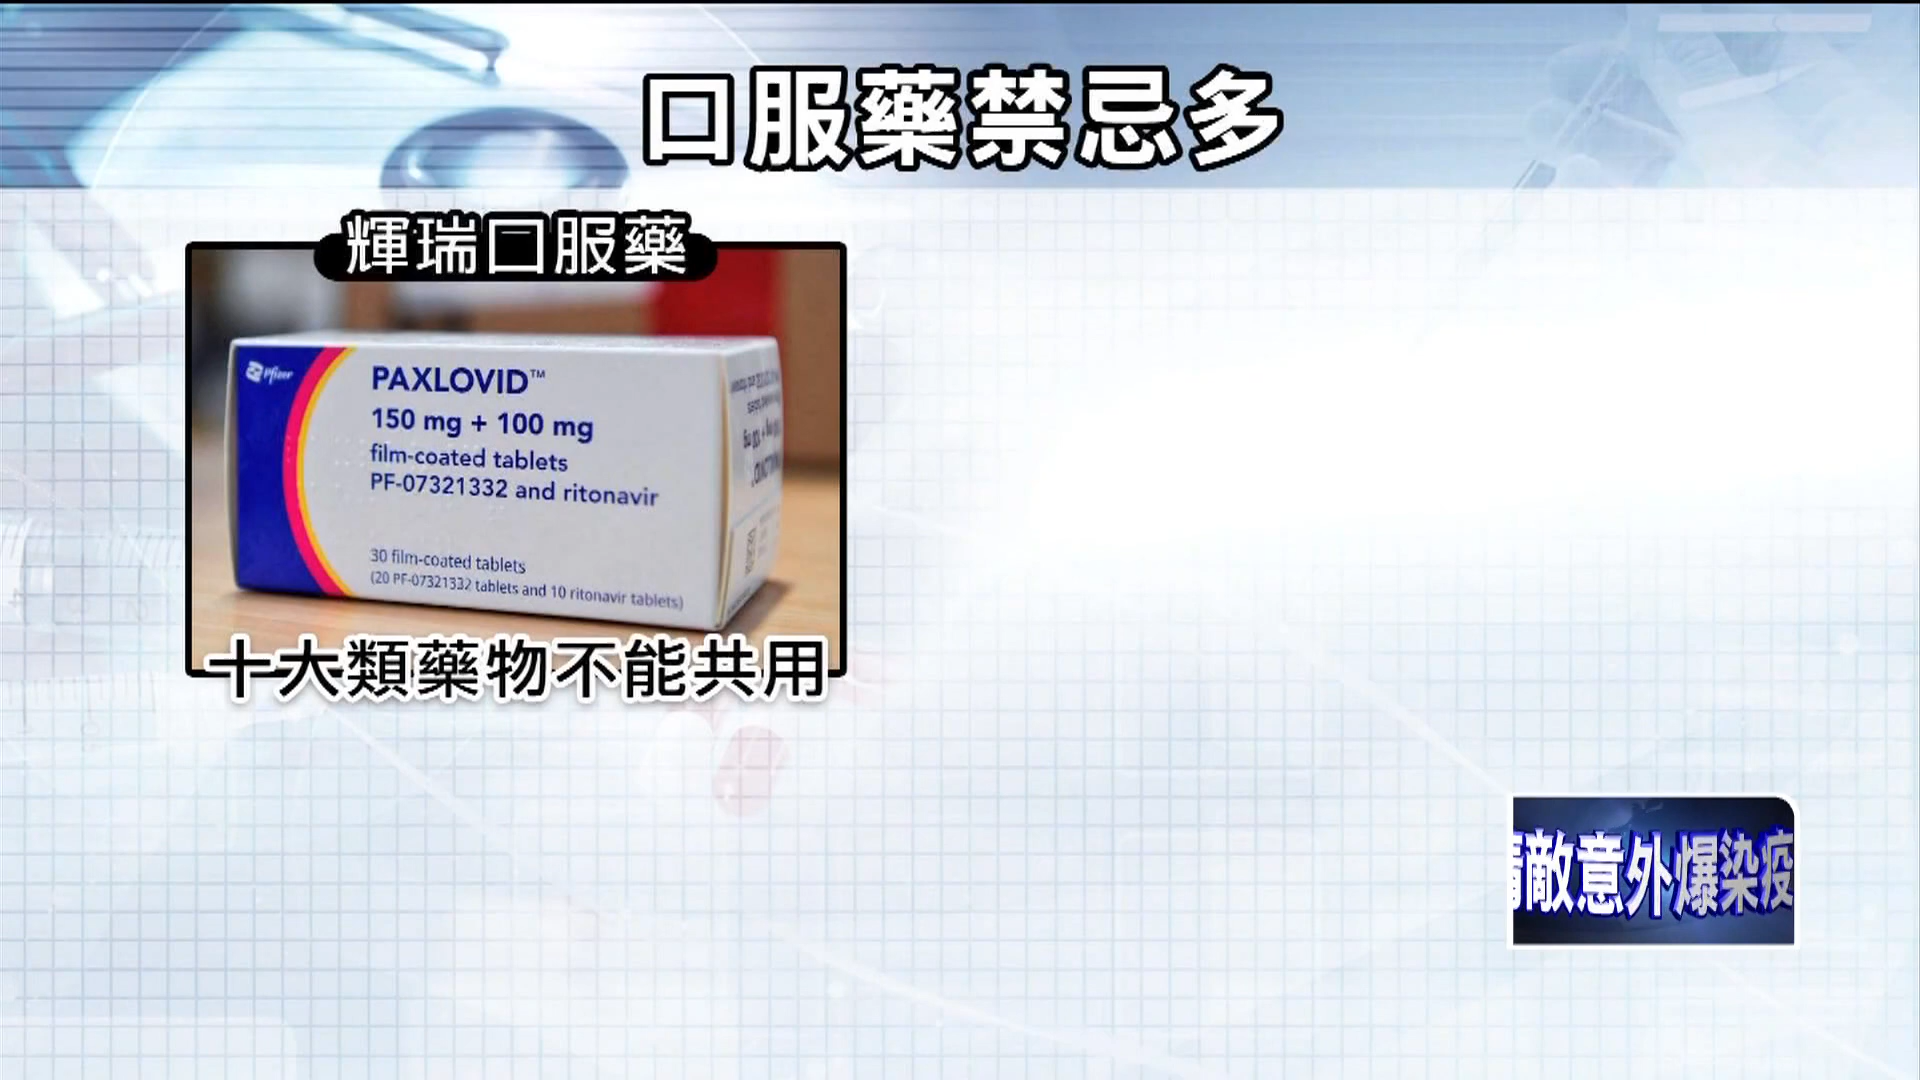 口服藥禁忌多
輝瑞口服藥
Pfizer
PAXLOVID™
150 mg + 100 mg
film-coated tablets
PF-07321332 and ritonavir
30 film-coated tablets
(20 PF-07321332 tablets and 10 ritonavir tablets)
十大類藥物不能共用
敵意外爆染疫